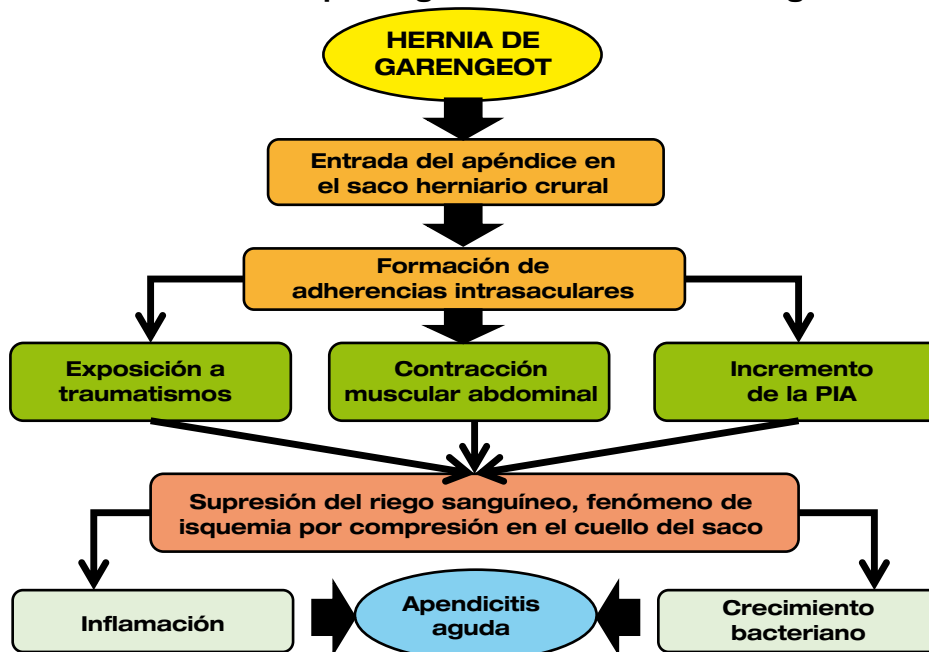 HERNIA DE
GARENGEOT
Entrada del apéndice en
el saco herniario crural
Formación de
adherencias intrasaculares
Exposición a
traumatismos
Contracción
muscular abdominal
Incremento
de la PIA
Supresión del riego sanguíneo, fenómeno de
isquemia por compresión en el cuello del saco
Inflamación
Apendicitis
aguda
Crecimiento
bacteriano